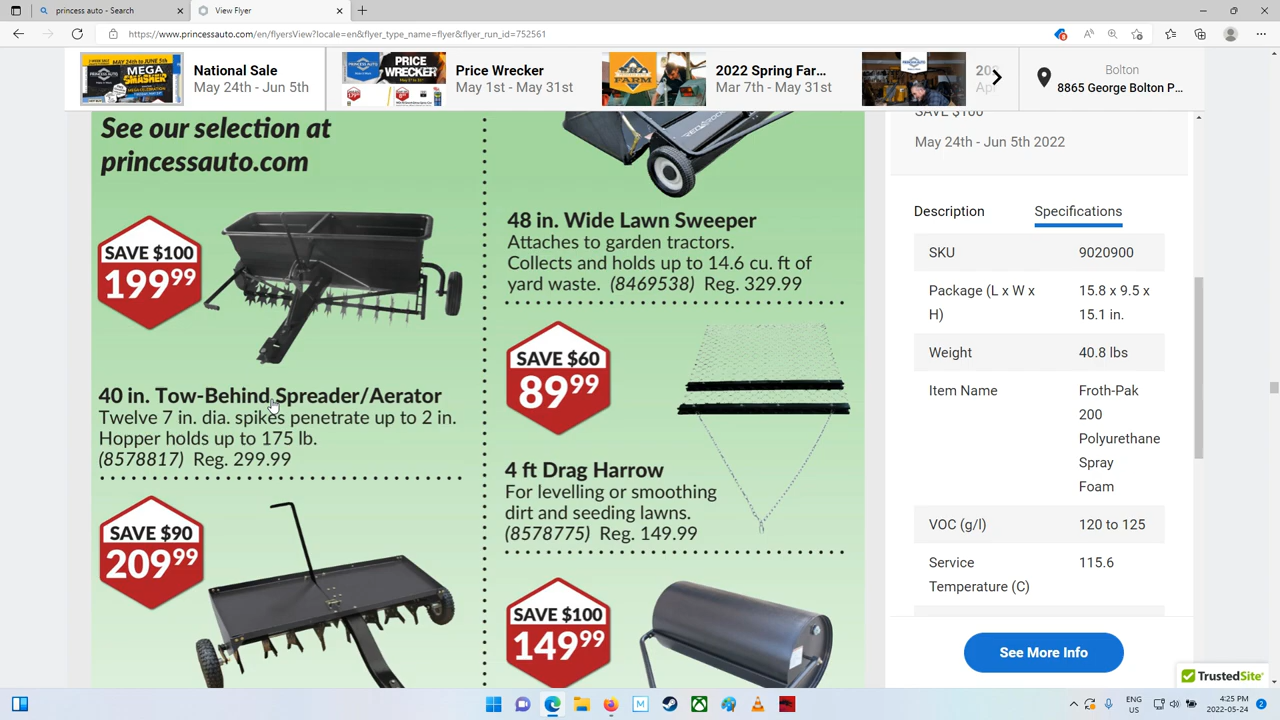 princess auto - Search
View Flyer
https://www.princessauto.com/en/flyersView?locale=en&flyer_type_name=flyer&flyer_run_id=752561
National Sale
May 24th - Jun 5th
Price Wrecker
May 1st - May 31st
2022 Spring Far...
Mar 7th - May 31st
Bolton
8865 G
lton P...
See our selection at
princessauto.com
SAVE $100
199 99
40 in. Tow-Behind Spreader/Aerator
Twelve 7 in. dia. spikes penetrate up to 2 in.
Hopper holds up to 175 lb.
(8578817) Reg. 299.99
SAVE $90
209 99
48 in. Wide Lawn Sweeper
Attaches to garden tractors.
Collects and holds up to 14.6 cu. ft of
yard waste. (8469538) Reg. 329.99
SAVE $60
89 99
4 ft Drag Harrow
For levelling or smoothing
dirt and seeding lawns.
(8578775) Reg. 149.99
SAVE $100
149 99
SAVE $100
May 24th - Jun 5th 2022
Description Specifications
SKU 9020900
Package (L x W x 15.8 x 9.5 x
H) 15.1 in.
Weight 40.8 lbs
Item Name Froth-Pak
200
Polyurethane
Spray
Foam
VOC (g/l) 120 to 125
Service 115.6
Temperature (C)
See More Info
TrustedSite
ENG
US
2022-05-24